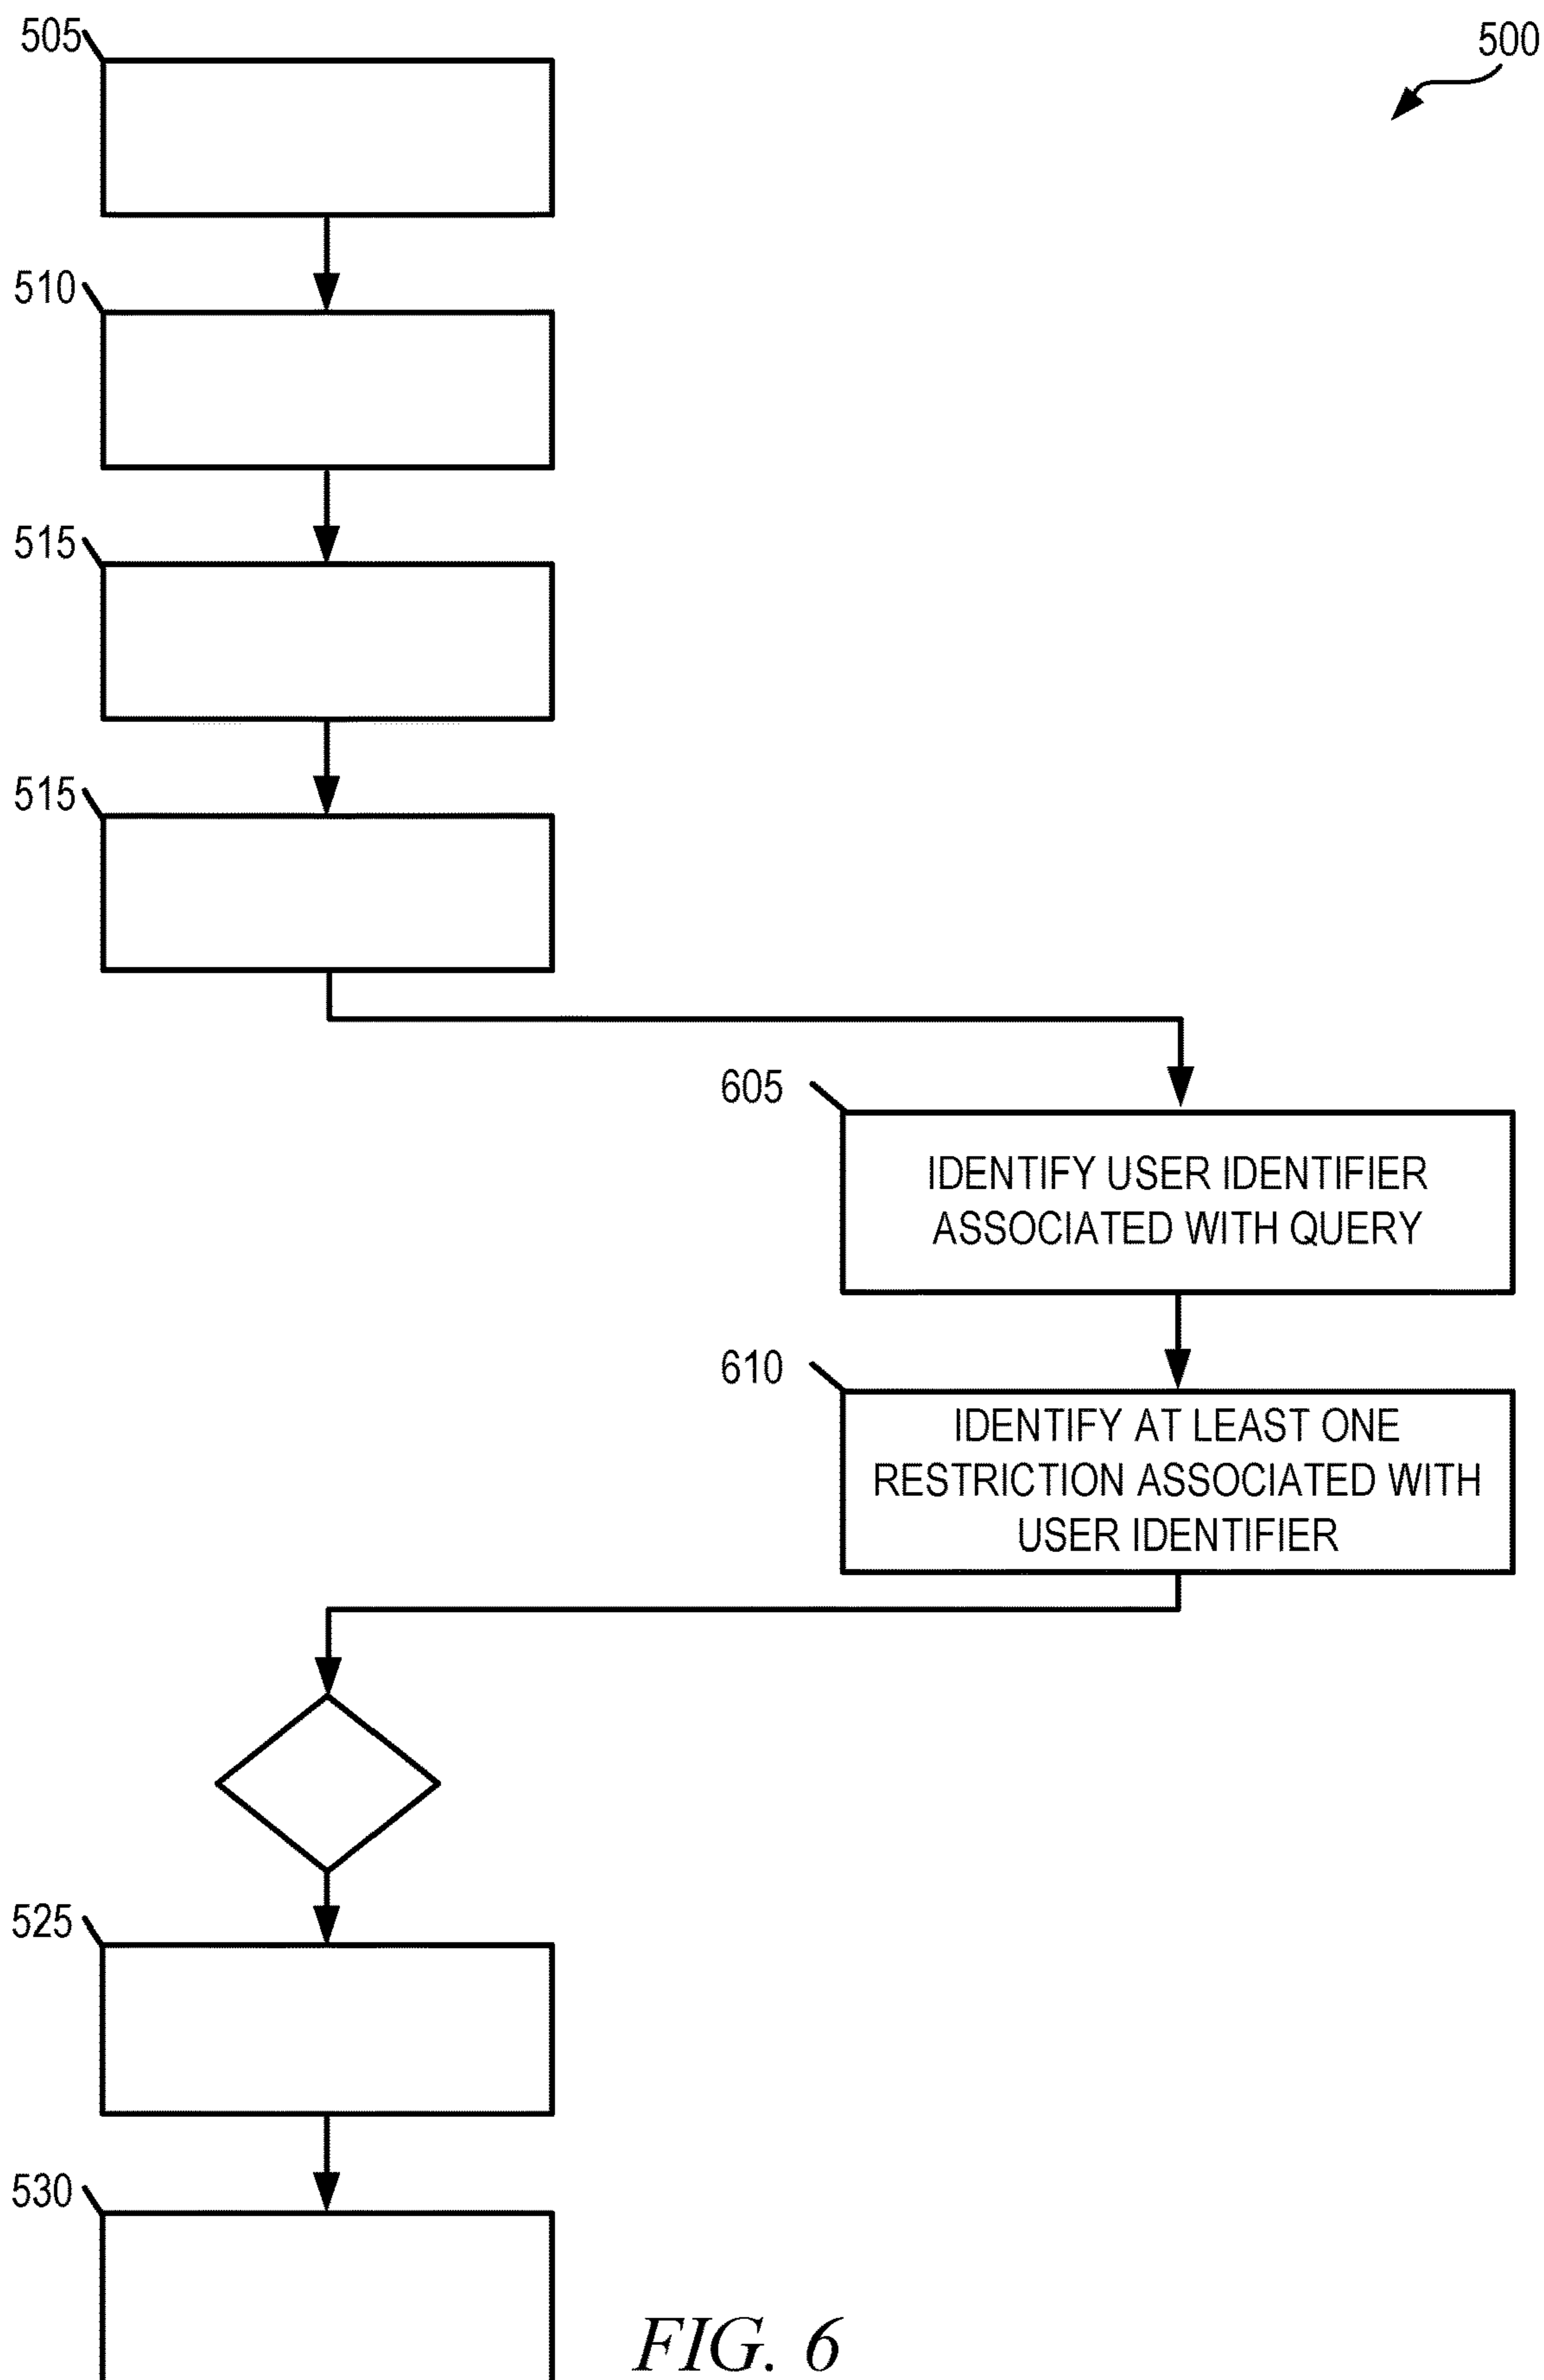 505
500
510
515
515
605
IDENTIFY USER IDENTIFIER
ASSOCIATED WITH QUERY
610
IDENTIFY AT LEAST ONE
RESTRICTION ASSOCIATED WITH
USER IDENTIFIER
525
530
FIG. 6